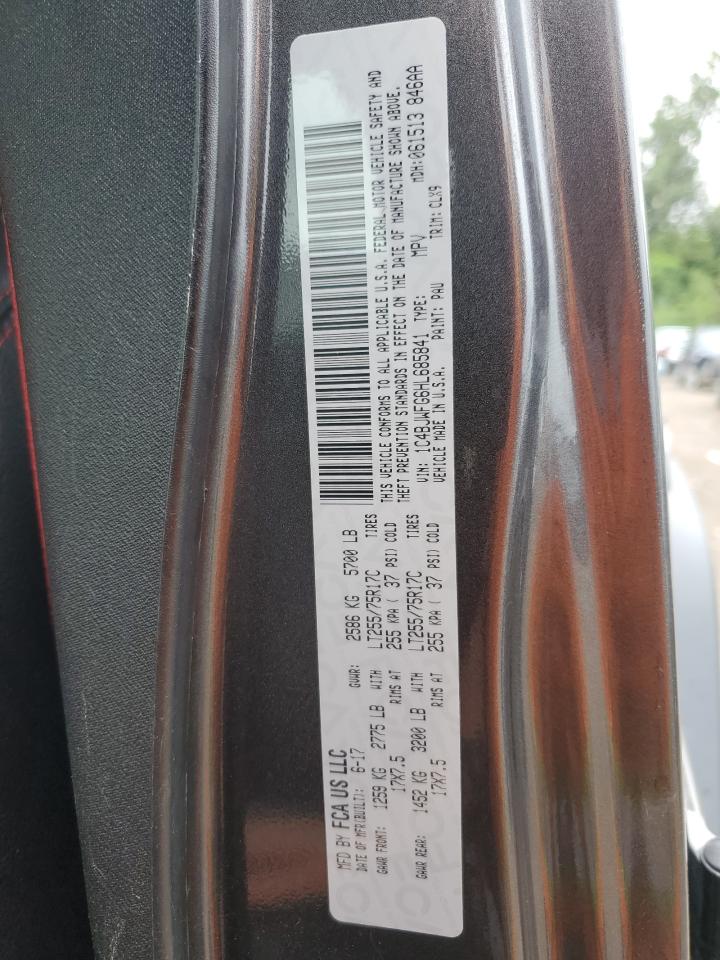 MFD BY FCA US LLC
DATE OF MFR(BUILT): 6-17 GVWR: 2586 KG 5700 LB
GAWR FRONT: 1259 KG 2775 LB WITH LT255/75R17C TIRES
17X7.5 RIMS AT 255 KPA ( 37 PSI) COLD
GAWR REAR: 1452 KG 3200 LB WITH LT255/75R17C TIRES
17X7.5 RIMS AT 255 KPA ( 37 PSI) COLD
THIS VEHICLE CONFORMS TO ALL APPLICABLE U.S.A. FEDERAL MOTOR VEHICLE SAFETY AND
THEFT PREVENTION STANDARDS IN EFFECT ON THE DATE OF MANUFACTURE SHOWN ABOVE.
VIN: 1C4BJWFG6HL685841 TYPE: MPV MDH:061513 846AA
VEHICLE MADE IN U.S.A. PAINT: PAU TRIM: CLX9